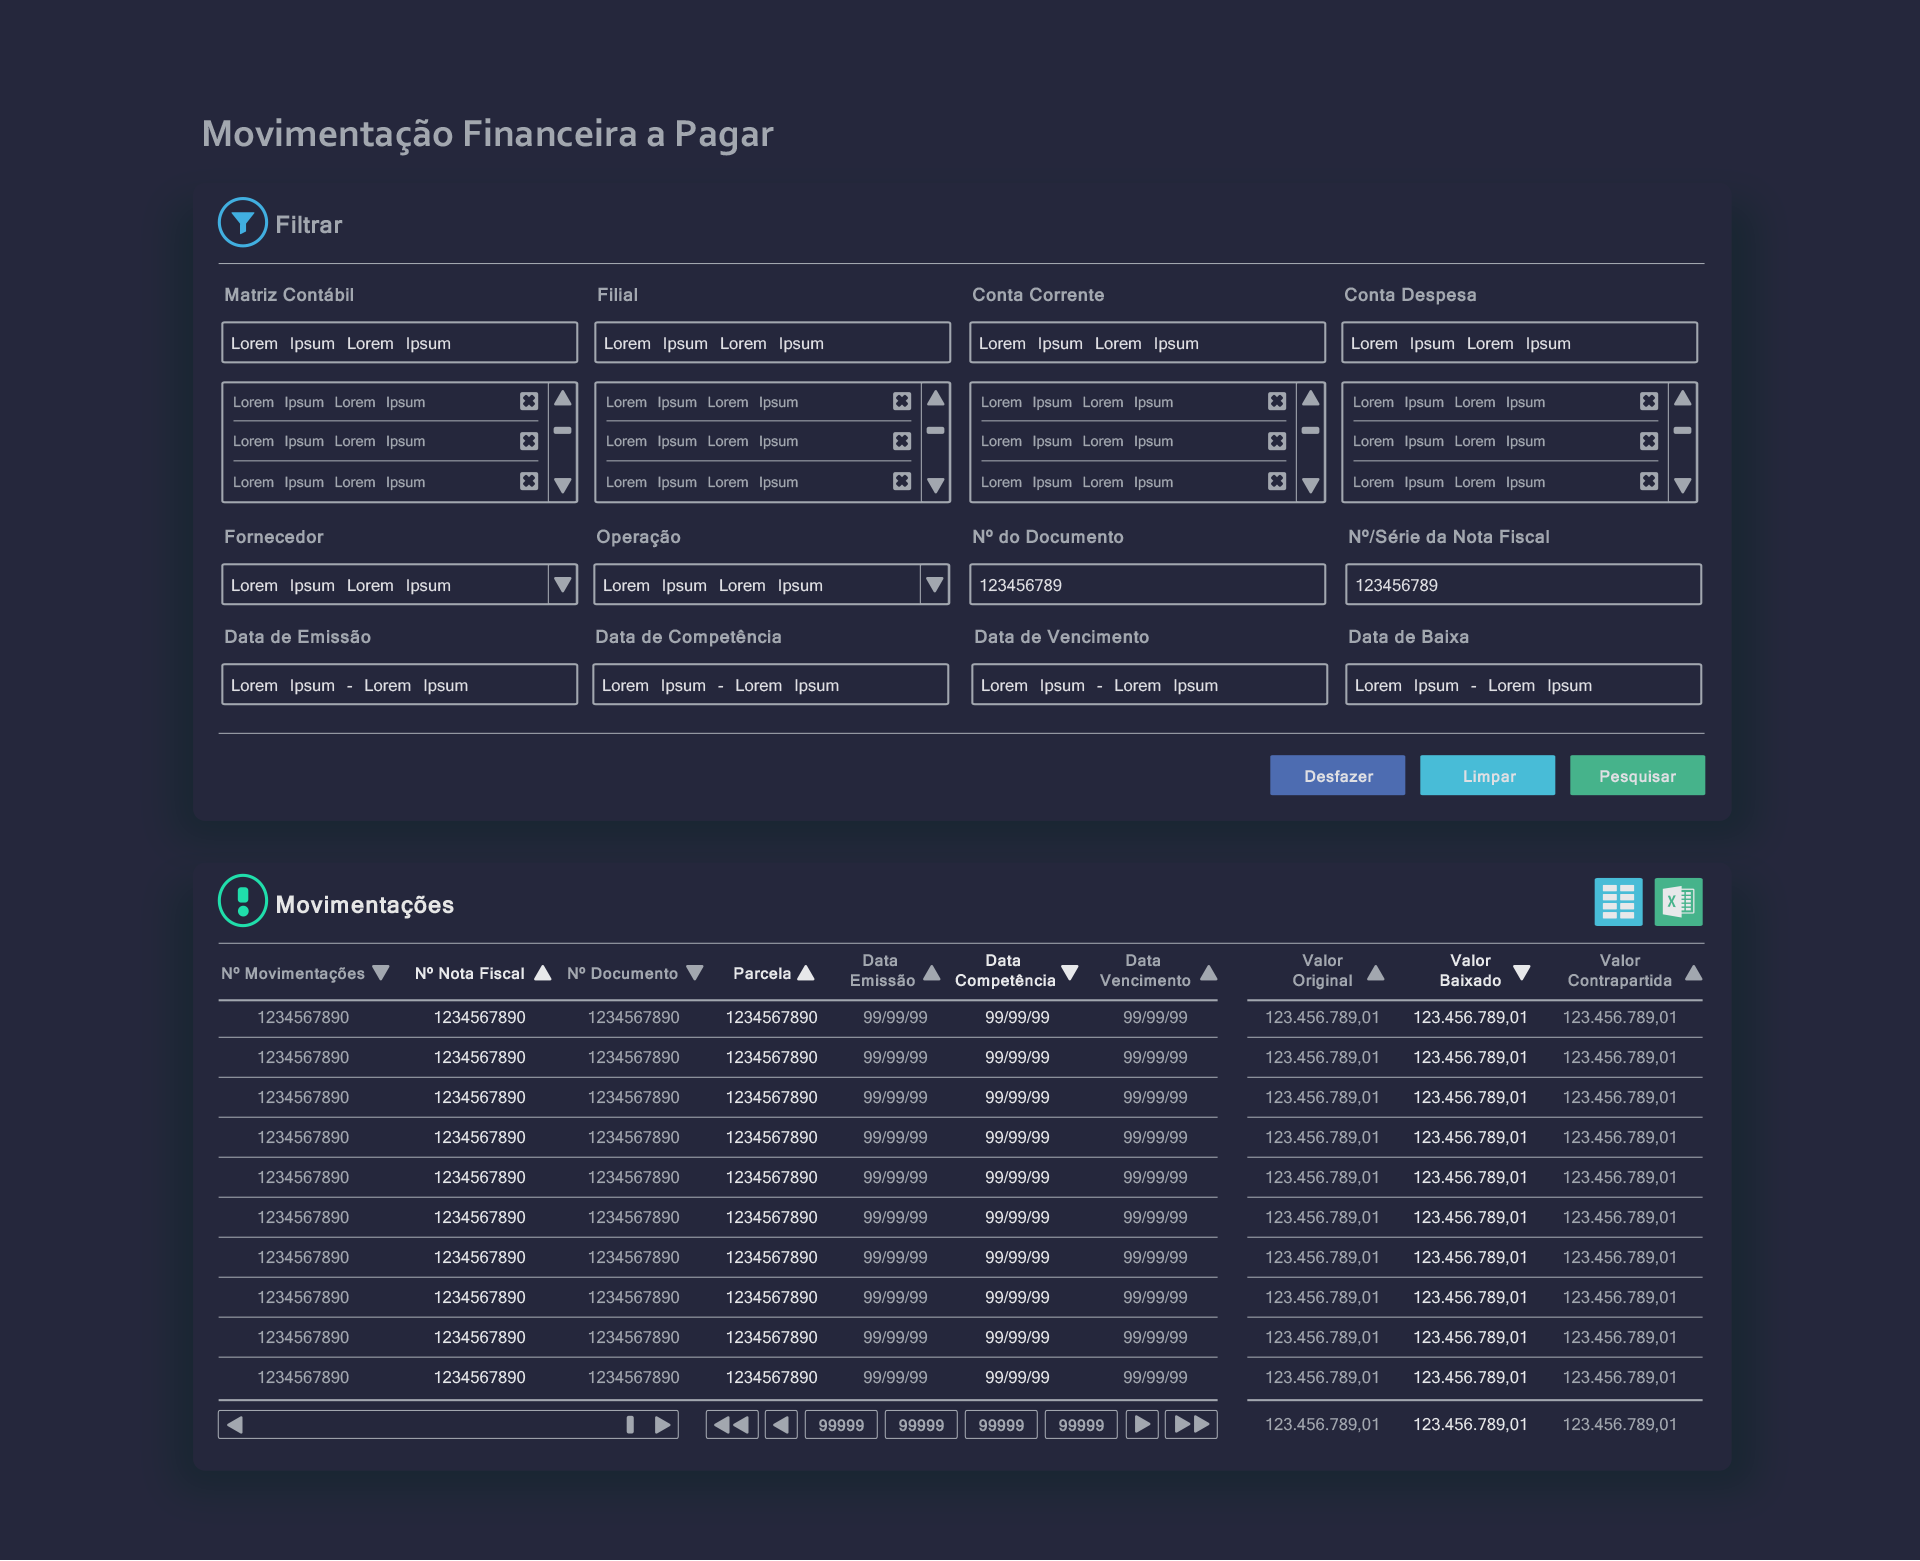 Movimentação Financeira a Pagar
Filtrar
Matriz Contábil Filial Conta Corrente Conta Despesa
Lorem Ipsum Lorem Ipsum Lorem Ipsum Lorem Ipsum Lorem Ipsum Lorem Ipsum Lorem Ipsum Lorem Ipsum
Lorem Ipsum Lorem Ipsum Lorem Ipsum Lorem Ipsum Lorem Ipsum Lorem Ipsum Lorem Ipsum Lorem Ipsum
Lorem Ipsum Lorem Ipsum Lorem Ipsum Lorem Ipsum Lorem Ipsum Lorem Ipsum Lorem Ipsum Lorem Ipsum
Lorem Ipsum Lorem Ipsum Lorem Ipsum Lorem Ipsum Lorem Ipsum Lorem Ipsum Lorem Ipsum Lorem Ipsum
Fornecedor Operação Nº do Documento Nº/Série da Nota Fiscal
Lorem Ipsum Lorem Ipsum Lorem Ipsum Lorem Ipsum 123456789 123456789
Data de Emissão Data de Competência Data de Vencimento Data de Baixa
Lorem Ipsum - Lorem Ipsum Lorem Ipsum - Lorem Ipsum Lorem Ipsum - Lorem Ipsum Lorem Ipsum - Lorem Ipsum
Desfazer Limpar Pesquisar
Movimentações
Nº Movimentações Nº Nota Fiscal Nº Documento Parcela Data Emissão Data Competência Data Vencimento Valor Original Valor Baixado Valor Contrapartida
1234567890 1234567890 1234567890 1234567890 99/99/99 99/99/99 99/99/99 123.456.789,01 123.456.789,01 123.456.789,01
1234567890 1234567890 1234567890 1234567890 99/99/99 99/99/99 99/99/99 123.456.789,01 123.456.789,01 123.456.789,01
1234567890 1234567890 1234567890 1234567890 99/99/99 99/99/99 99/99/99 123.456.789,01 123.456.789,01 123.456.789,01
1234567890 1234567890 1234567890 1234567890 99/99/99 99/99/99 99/99/99 123.456.789,01 123.456.789,01 123.456.789,01
1234567890 1234567890 1234567890 1234567890 99/99/99 99/99/99 99/99/99 123.456.789,01 123.456.789,01 123.456.789,01
1234567890 1234567890 1234567890 1234567890 99/99/99 99/99/99 99/99/99 123.456.789,01 123.456.789,01 123.456.789,01
1234567890 1234567890 1234567890 1234567890 99/99/99 99/99/99 99/99/99 123.456.789,01 123.456.789,01 123.456.789,01
1234567890 1234567890 1234567890 1234567890 99/99/99 99/99/99 99/99/99 123.456.789,01 123.456.789,01 123.456.789,01
1234567890 1234567890 1234567890 1234567890 99/99/99 99/99/99 99/99/99 123.456.789,01 123.456.789,01 123.456.789,01
1234567890 1234567890 1234567890 1234567890 99/99/99 99/99/99 99/99/99 123.456.789,01 123.456.789,01 123.456.789,01
99999 99999 99999 99999 123.456.789,01 123.456.789,01 123.456.789,01